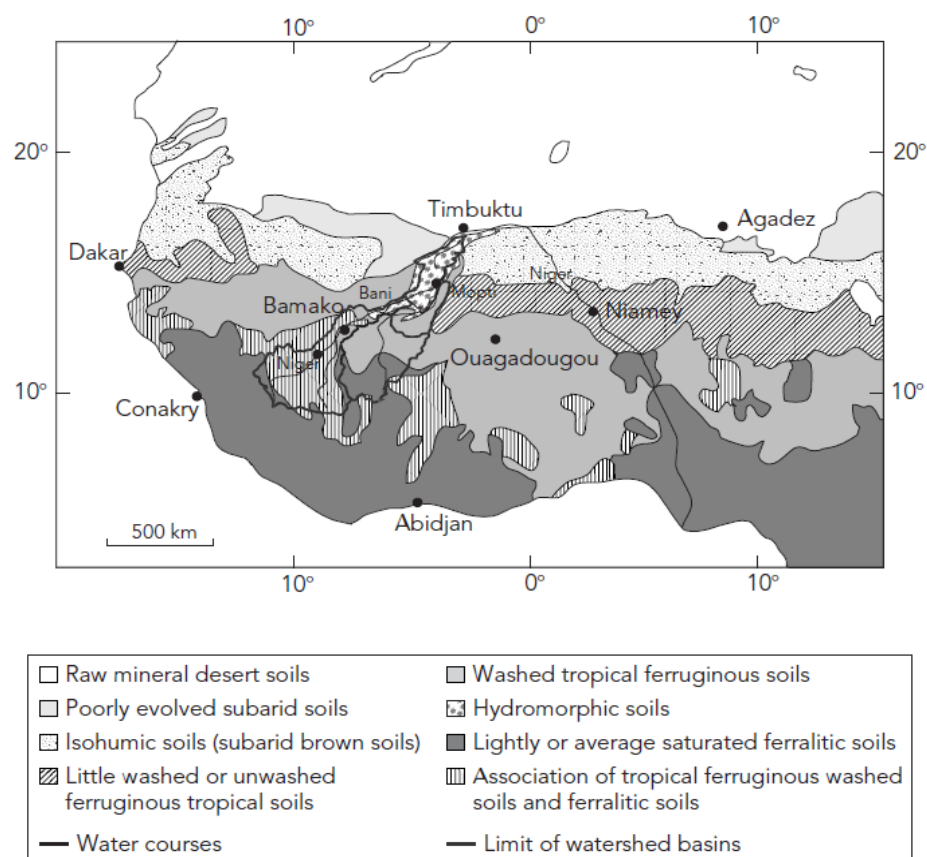 10° 0° 10°
20° 20°
Timbuktu
Agadez
Dakar
Niger
Bani Mopti
Bamako Niamey
Ouagadougou
Niger
10° 10°
Conakry
500 km Abidjan
10° 0° 10°
Raw mineral desert soils
Poorly evolved subarid soils
Isohumic soils (subarid brown soils)
Little washed or unwashed
ferruginous tropical soils
Water courses
Washed tropical ferruginous soils
Hydromorphic soils
Lightly or average saturated ferralitic soils
Association of tropical ferruginous washed
soils and ferralitic soils
Limit of watershed basins